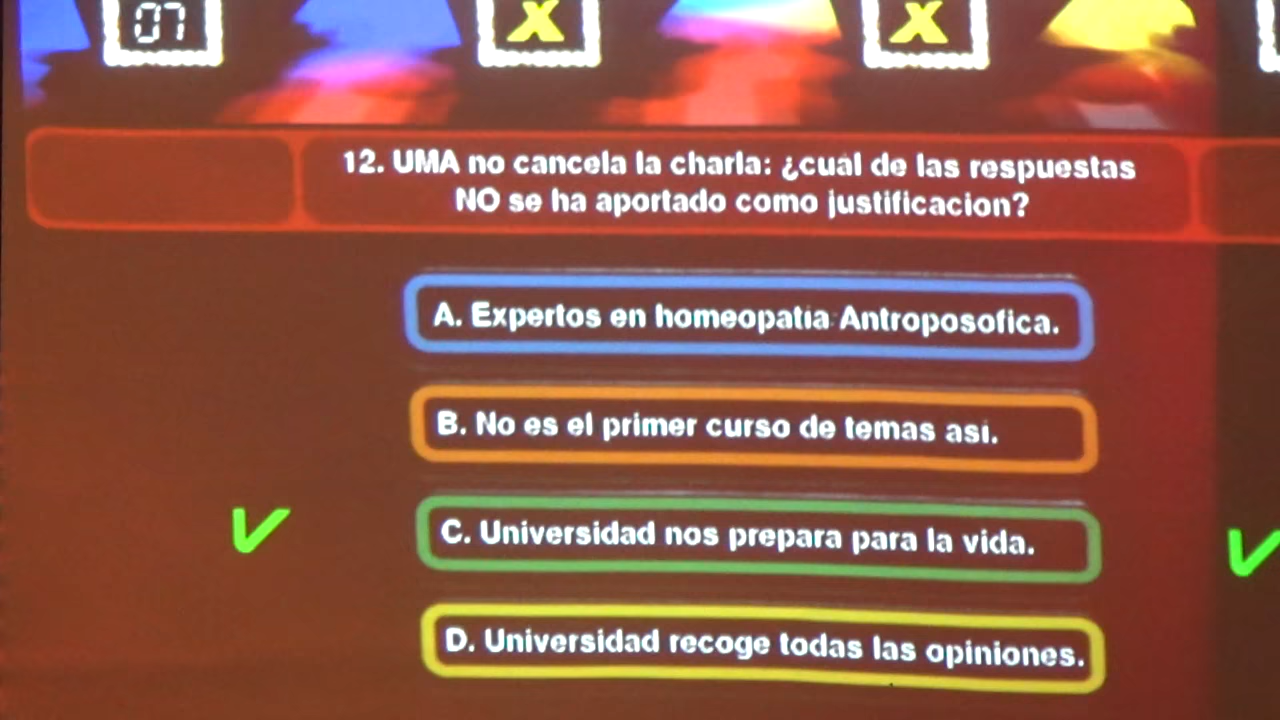 07
X
X
12. UMA no cancela la charla: ¿cual de las respuestas
NO se ha aportado como justificacion?
A. Expertos en homeopatia Antroposofica.
B. No es el primer curso de temas asi.
C. Universidad nos prepara para la vida.
D. Universidad recoge todas las opiniones.